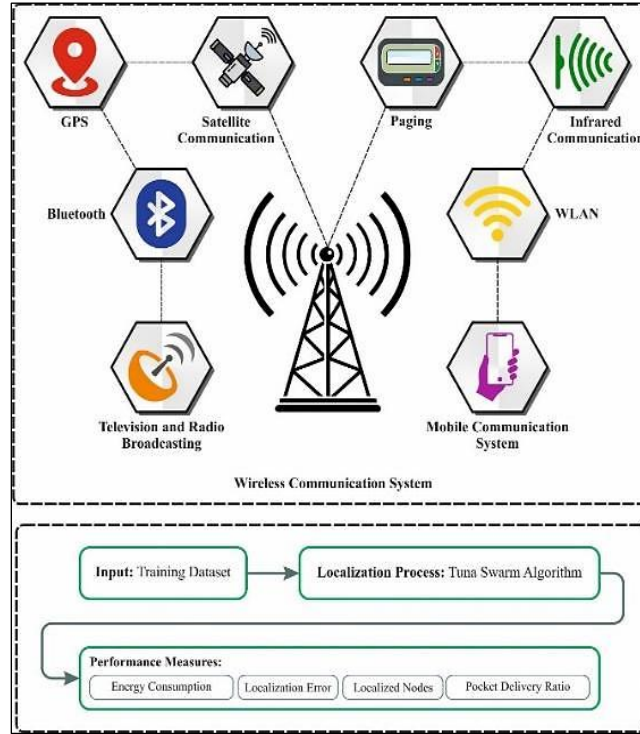 GPS
Satellite
Communication
Paging
Infrared
Communication
Bluetooth
WLAN
Television and Radio
Broadcasting
Mobile Communication
System
Wireless Communication System
Input: Training Dataset
Localization Process: Tuna Swarm Algorithm
Performance Measures:
Energy Consumption
Localization Error
Localized Nodes
Pocket Delivery Ratio